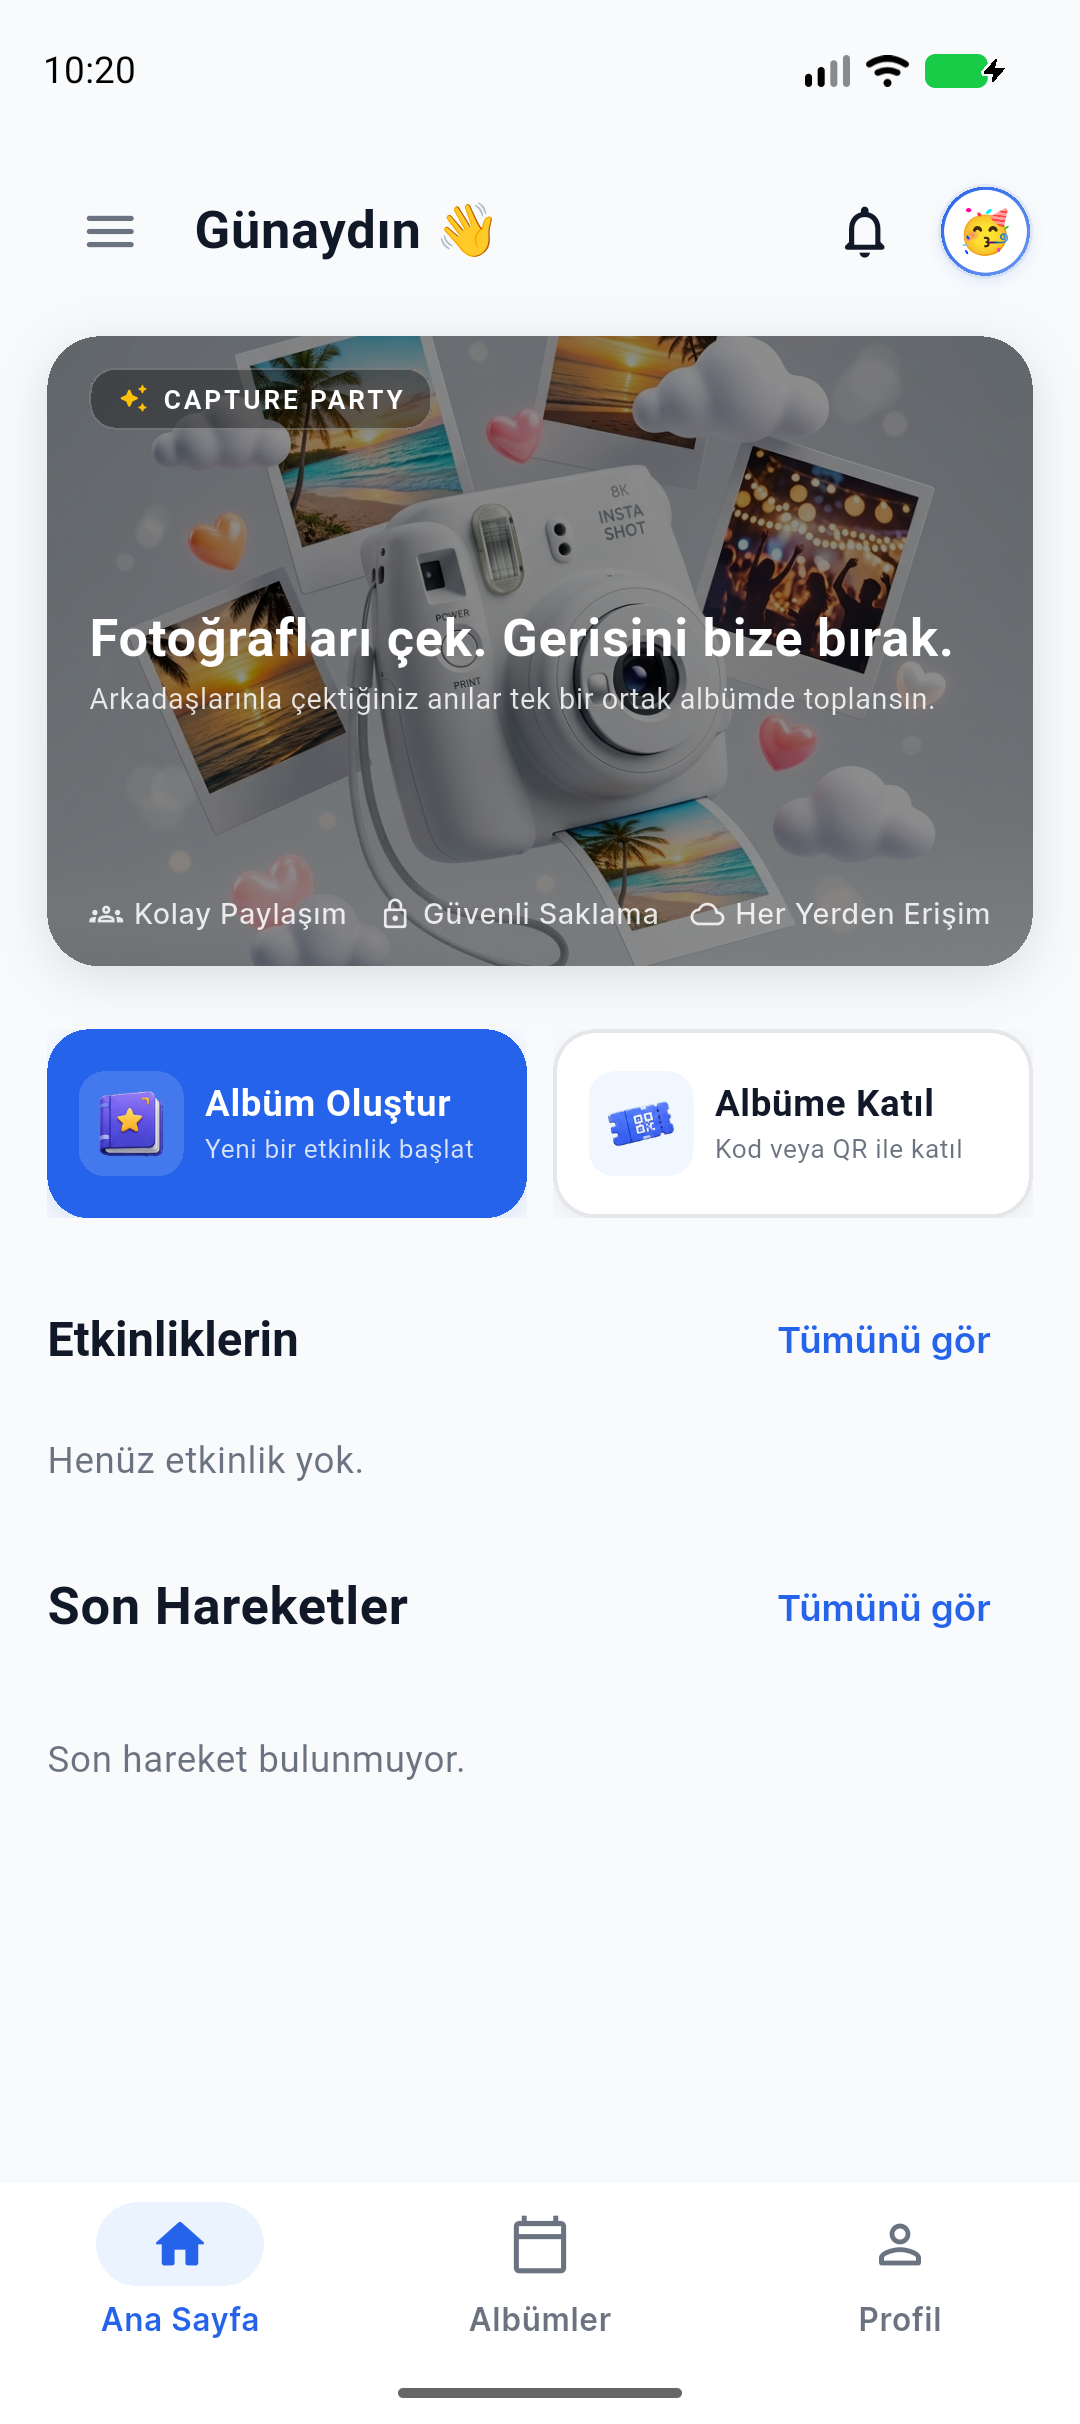 10:20
Günaydın 👋
CAPTURE PARTY
8K
INSTA
SHOT
POWER
Fotoğrafları çek. Gerisini bize bırak.
PRINT
Arkadaşlarınla çektiğiniz anılar tek bir ortak albümde toplansın.
Kolay Paylaşım Güvenli Saklama Her Yerden Erişim
Albüm Oluştur
Yeni bir etkinlik başlat
Albüme Katıl
Kod veya QR ile katıl
Etkinliklerin Tümünü gör
Henüz etkinlik yok.
Son Hareketler Tümünü gör
Son hareket bulunmuyor.
Ana Sayfa Albümler Profil